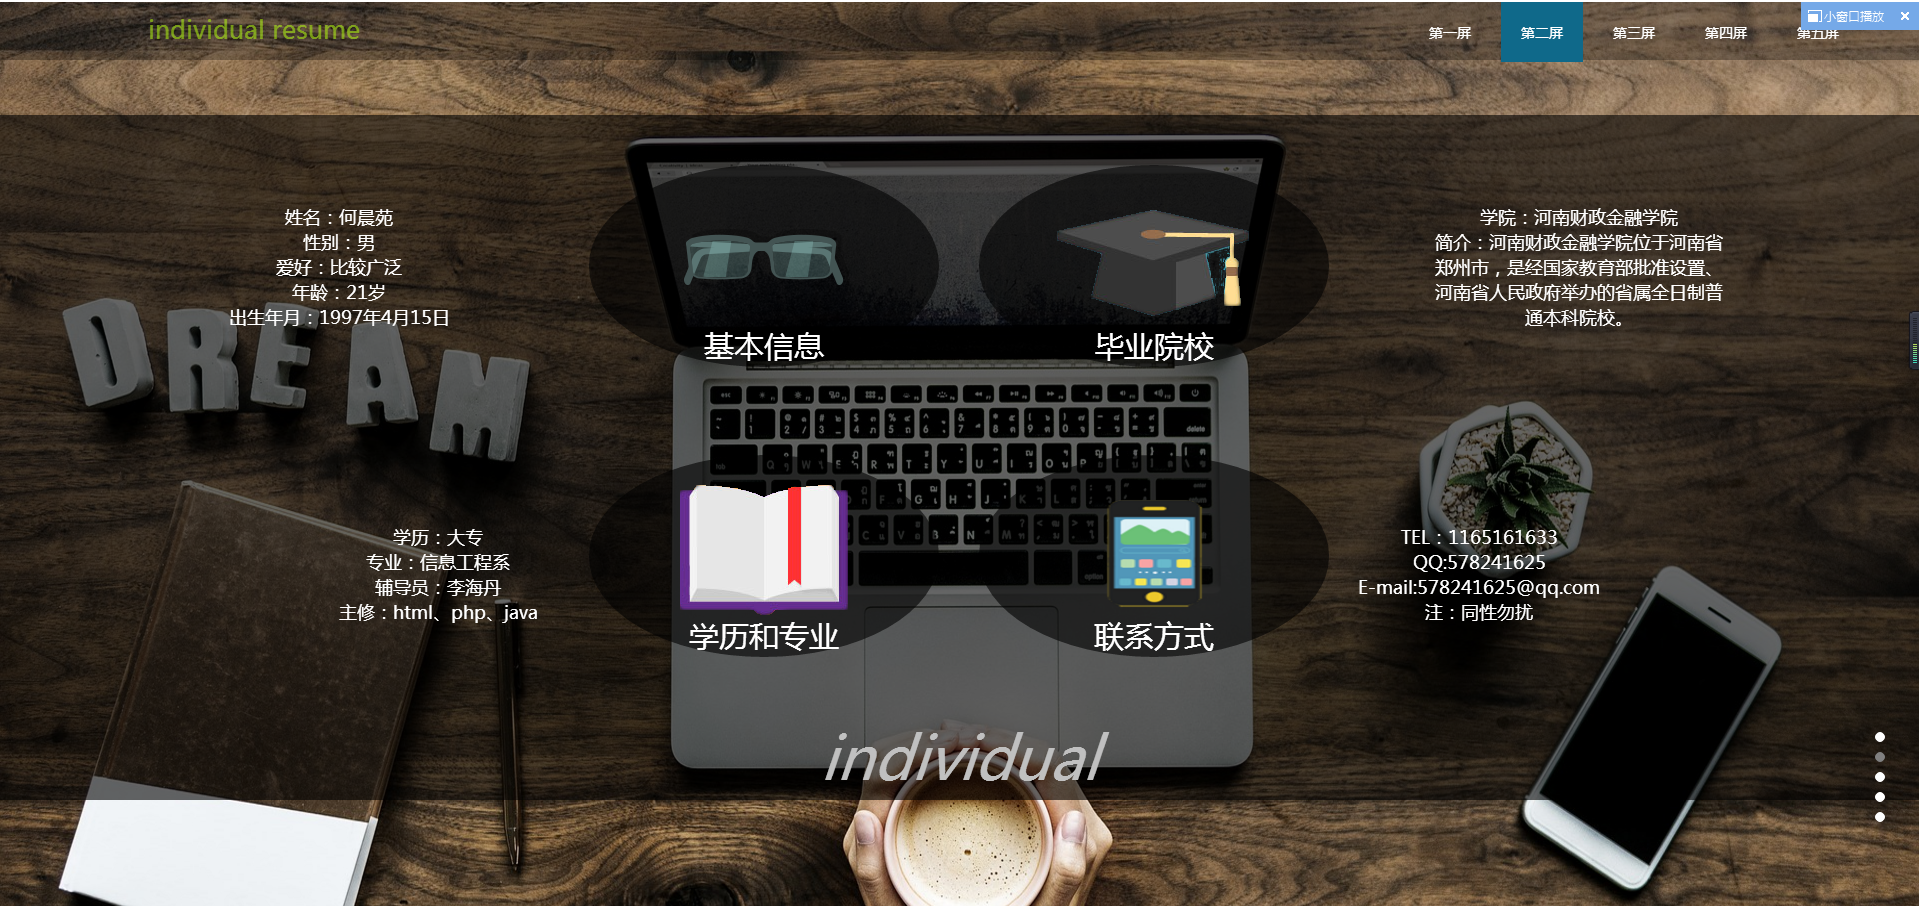 individual resume
第一屏
第二屏
第三屏
第四屏
第五屏
小窗口播放
姓名：何晨苑
性别：男
爱好：比较广泛
年龄：21岁
出生年月：1997年4月15日
基本信息
毕业院校
学院：河南财政金融学院
简介：河南财政金融学院位于河南省
郑州市，是经国家教育部批准设置、
河南省人民政府举办的省属全日制普
通本科院校。
DREAM
学历：大专
专业：信息工程系
辅导员：李海丹
主修：html、php、java
学历和专业
联系方式
TEL：1165161633
QQ:578241625
E-mail:578241625@qq.com
注：同性勿扰
individual